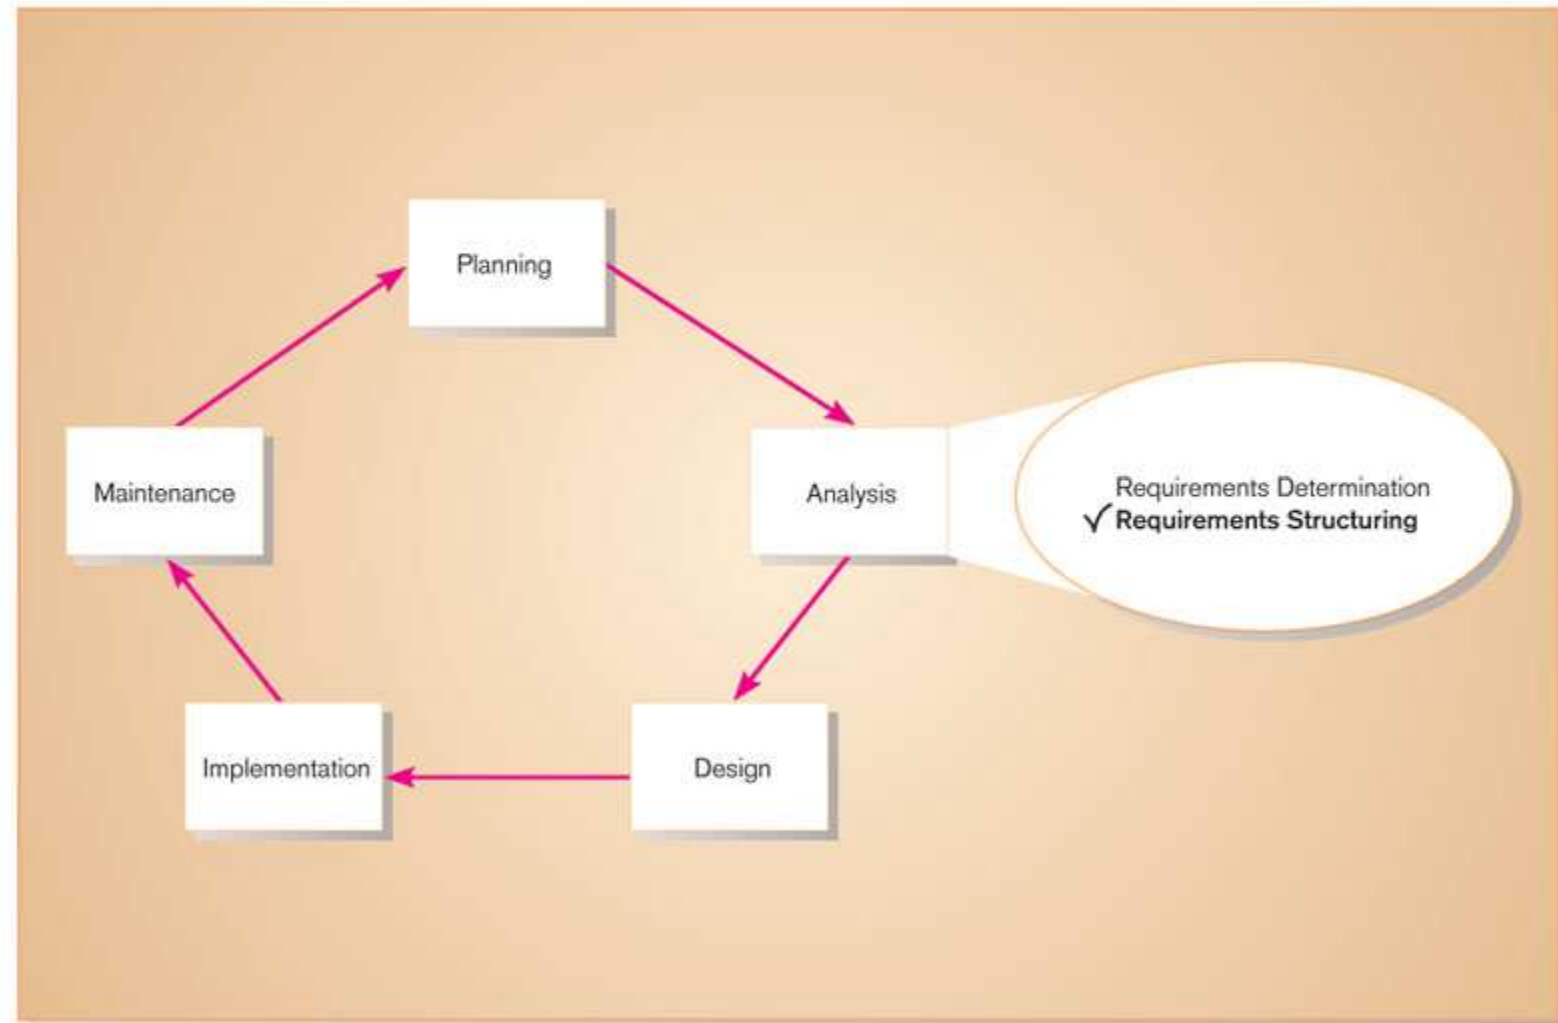 Planning
Maintenance
Analysis
Requirements Determination
✓ Requirements Structuring
Implementation
Design